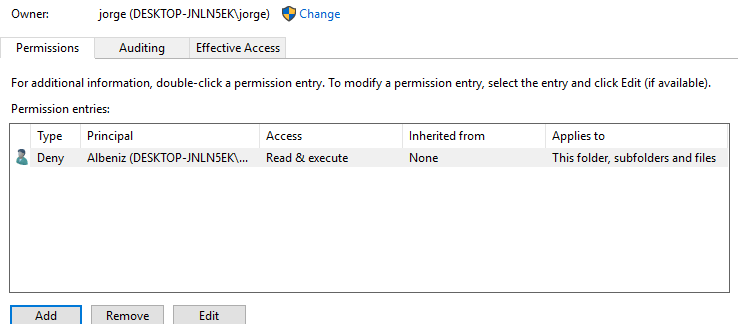 Owner: jorge (DESKTOP-JNLN5EK\jorge) Change
Permissions Auditing Effective Access
For additional information, double-click a permission entry. To modify a permission entry, select the entry and click Edit (if available).
Permission entries:
Type Principal Access Inherited from Applies to
Deny Albeniz (DESKTOP-JNLN5EK\... Read & execute None This folder, subfolders and files
Add Remove Edit